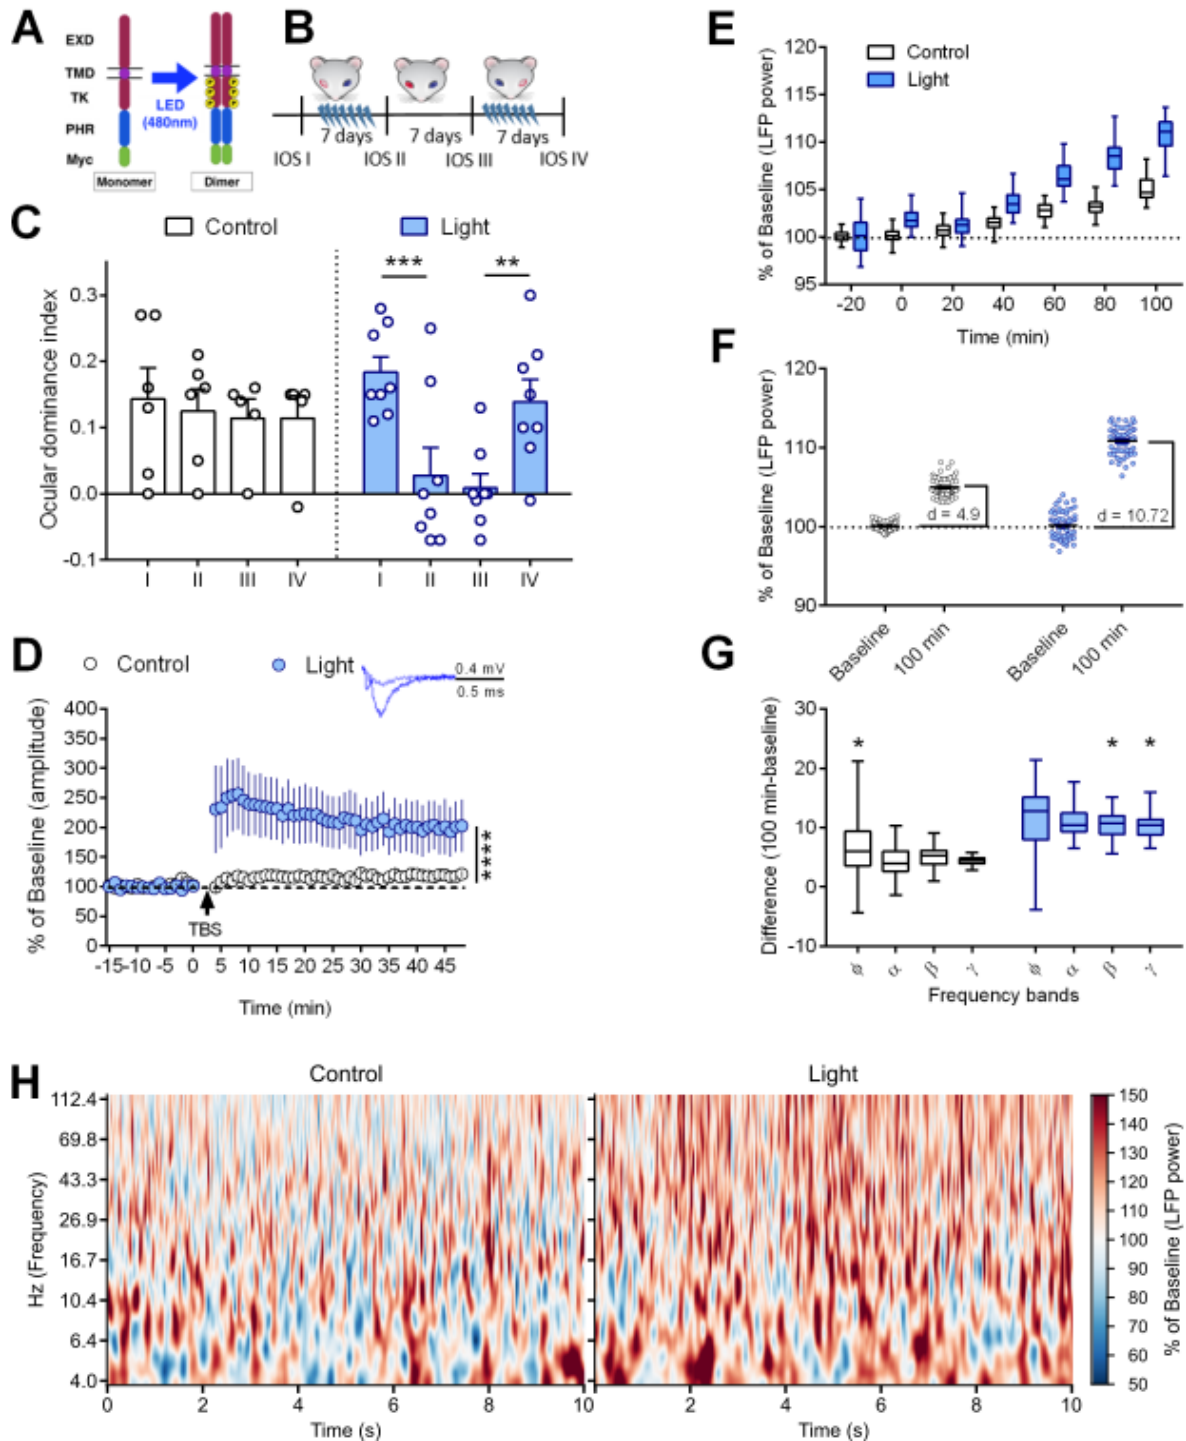 A
EXD
TMD
TK
PHR
Myc
LED
(480nm)
Monomer
Dimer
B
7 days
7 days
7 days
IOS I
IOS II
IOS III
IOS IV
C
Control
Light
Ocular dominance index
0.3
0.2
0.1
0.0
-0.1
***
**
I
II
III
IV
I
II
III
IV
D
Control
Light
0.4 mV
0.5 ms
% of Baseline (amplitude)
400
350
300
250
200
150
100
50
0
****
TBS
-15 -10 -5 0 5 10 15 20 25 30 35 40 45
Time (min)
E
Control
Light
% of Baseline (LFP power)
120
115
110
105
100
95
-20 0 20 40 60 80 100
Time (min)
F
% of Baseline (LFP power)
120
110
100
90
d = 4.9
d = 10.72
Baseline
100 min
Baseline
100 min
G
Difference (100 min-baseline)
30
20
10
0
-10
*
*
*
ϕ α β γ
ϕ α β γ
Frequency bands
H
Control
Light
Hz (Frequency)
112.4
69.8
43.3
26.9
16.7
10.4
6.4
4.0
0 2 4 6 8 10
Time (s)
2 4 6 8 10
Time (s)
150
140
130
120
110
100
90
80
70
60
50
% of Baseline (LFP power)